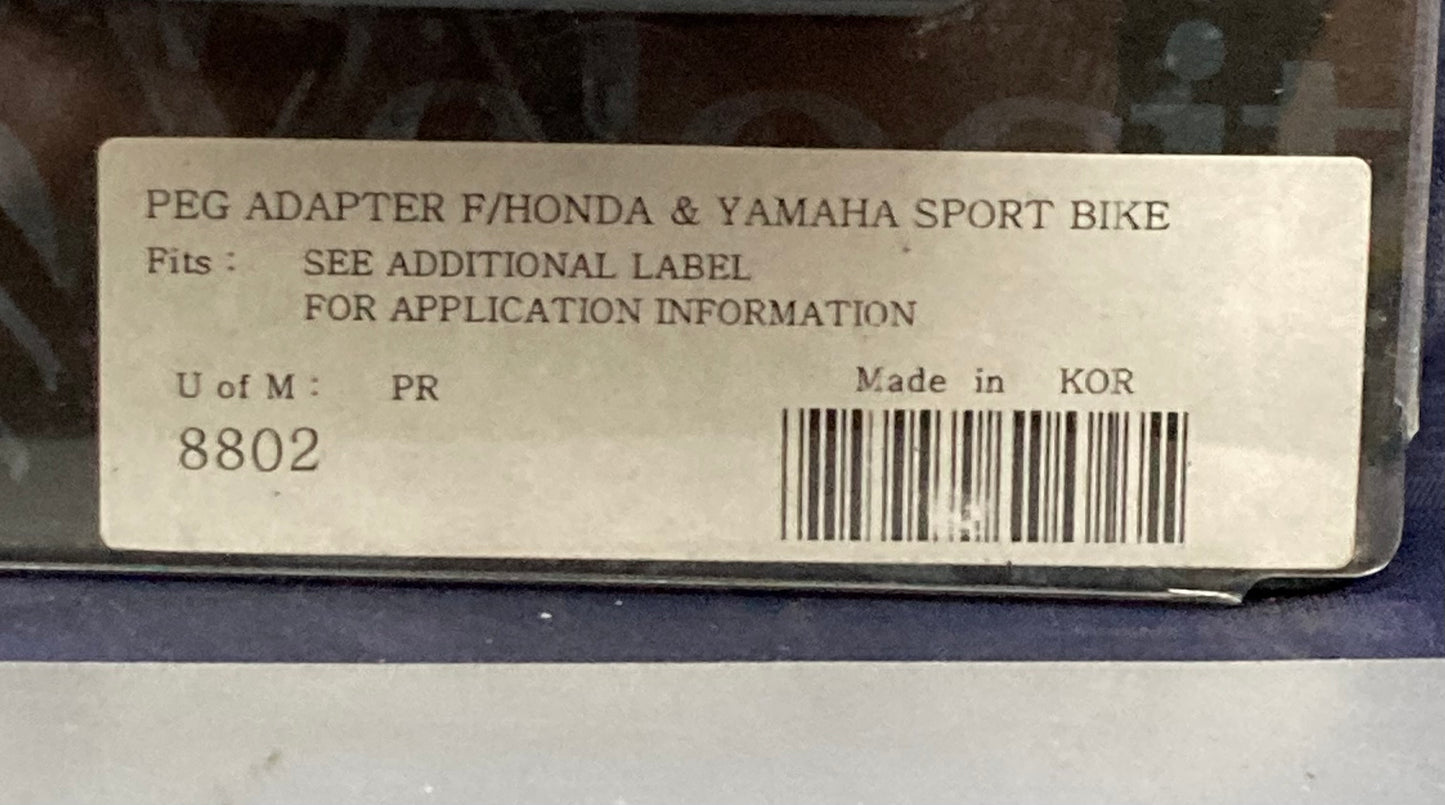 PEG ADAPTER F/HONDA & YAMAHA SPORT BIKE
Fits : SEE ADDITIONAL LABEL
FOR APPLICATION INFORMATION
U of M : PR
Made in KOR
8802